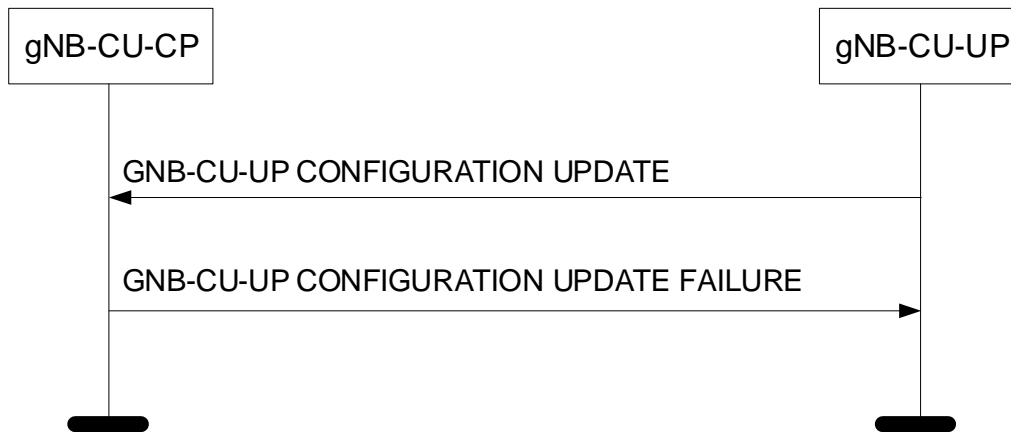 gNB-CU-CP
gNB-CU-UP
GNB-CU-UP CONFIGURATION UPDATE
GNB-CU-UP CONFIGURATION UPDATE FAILURE